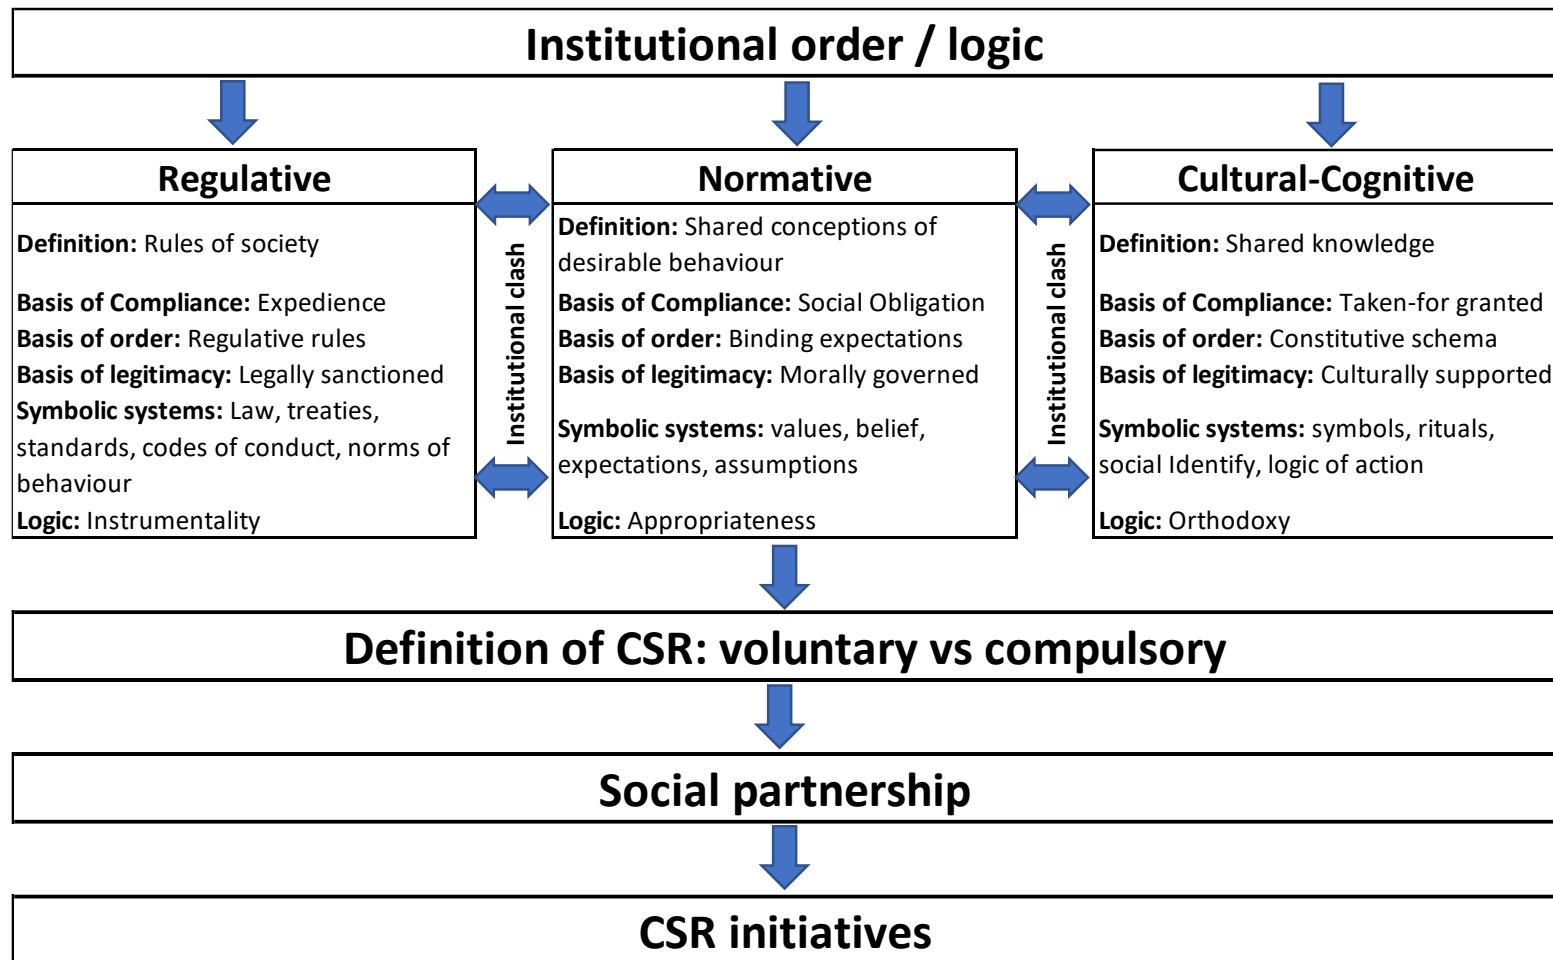 Institutional order / logic
Regulative
Definition: Rules of society
Basis of Compliance: Expedience
Basis of order: Regulative rules
Basis of legitimacy: Legally sanctioned
Symbolic systems: Law, treaties,
standards, codes of conduct, norms of
behaviour
Logic: Instrumentality
Institutional clash
Normative
Definition: Shared conceptions of
desirable behaviour
Basis of Compliance: Social Obligation
Basis of order: Binding expectations
Basis of legitimacy: Morally governed
Symbolic systems: values, belief,
expectations, assumptions
Logic: Appropriateness
Institutional clash
Cultural-Cognitive
Definition: Shared knowledge
Basis of Compliance: Taken-for granted
Basis of order: Constitutive schema
Basis of legitimacy: Culturally supported
Symbolic systems: symbols, rituals,
social Identify, logic of action
Logic: Orthodoxy
Definition of CSR: voluntary vs compulsory
Social partnership
CSR initiatives